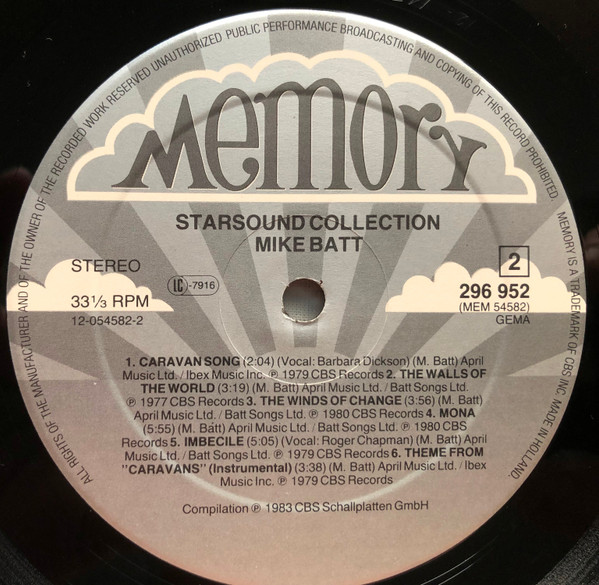 ALL RIGHTS OF THE MANUFACTURER AND OF THE OWNER OF THE RECORDED WORK RESERVED UNAUTHORIZED PUBLIC PERFORMANCE BROADCASTING AND COPYING OF THIS RECORD PROHIBITED. MEMORY IS A TRADEMARK OF CBS INC. MADE IN HOLLAND.
Memory
STARSOUND COLLECTION
MIKE BATT
STEREO
LC-7916
2
33 1/3 RPM
296 952
12-054582-2
(MEM 54582)
GEMA
1. CARAVAN SONG (2:04) (Vocal: Barbara Dickson) (M. Batt) April
Music Ltd. / Ibex Music Inc. ℗ 1979 CBS Records 2. THE WALLS OF
THE WORLD (3:19) (M. Batt) April Music Ltd. / Batt Songs Ltd.
℗ 1977 CBS Records 3. THE WINDS OF CHANGE (3:56) (M. Batt)
April Music Ltd. / Batt Songs Ltd. ℗ 1980 CBS Records 4. MONA
(5:55) (M. Batt) April Music Ltd. / Batt Songs Ltd. ℗ 1980 CBS
Records 5. IMBECILE (5:05) (Vocal: Roger Chapman) (M. Batt) April
Music Ltd. / Batt Songs Ltd. ℗ 1979 CBS Records 6. THEME FROM
"CARAVANS" (Instrumental) (3:38) (M. Batt) April Music Ltd. / Ibex
Music Inc. ℗ 1979 CBS Records
Compilation ℗ 1983 CBS Schallplatten GmbH